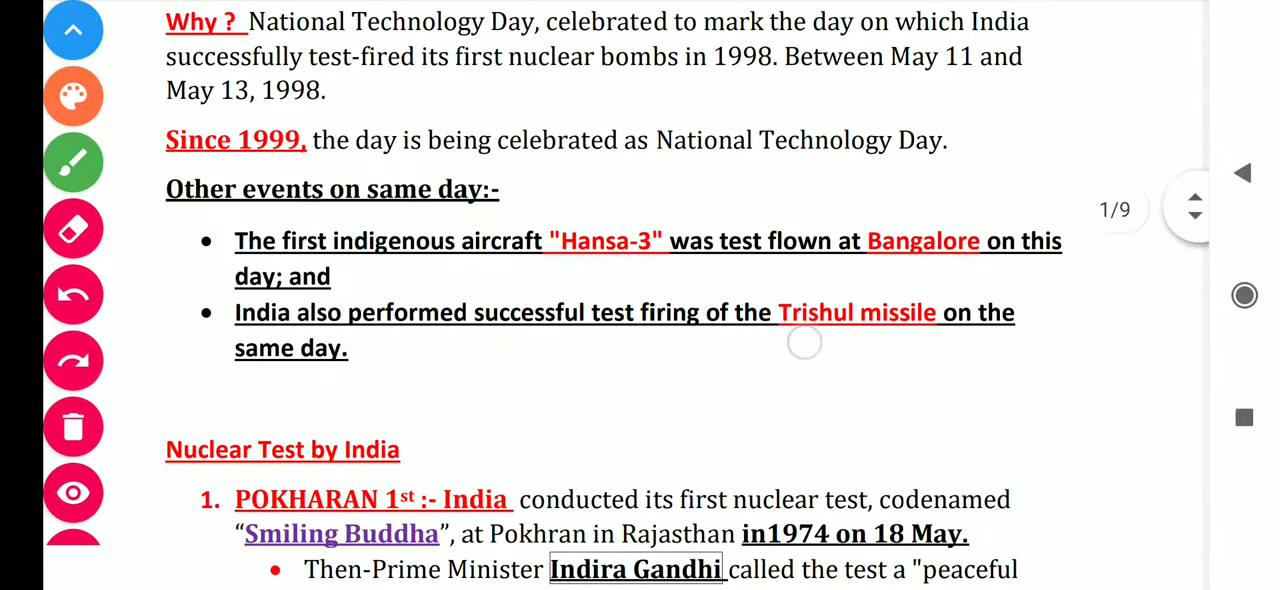 Why ? National Technology Day, celebrated to mark the day on which India
successfully test-fired its first nuclear bombs in 1998. Between May 11 and
May 13, 1998.
Since 1999, the day is being celebrated as National Technology Day.
Other events on same day:-
• The first indigenous aircraft "Hansa-3" was test flown at Bangalore on this
day; and
• India also performed successful test firing of the Trishul missile on the
same day.
1/9
Nuclear Test by India
1. POKHARAN 1st :- India conducted its first nuclear test, codenamed
“Smiling Buddha”, at Pokhran in Rajasthan in1974 on 18 May.
• Then-Prime Minister Indira Gandhi called the test a "peaceful